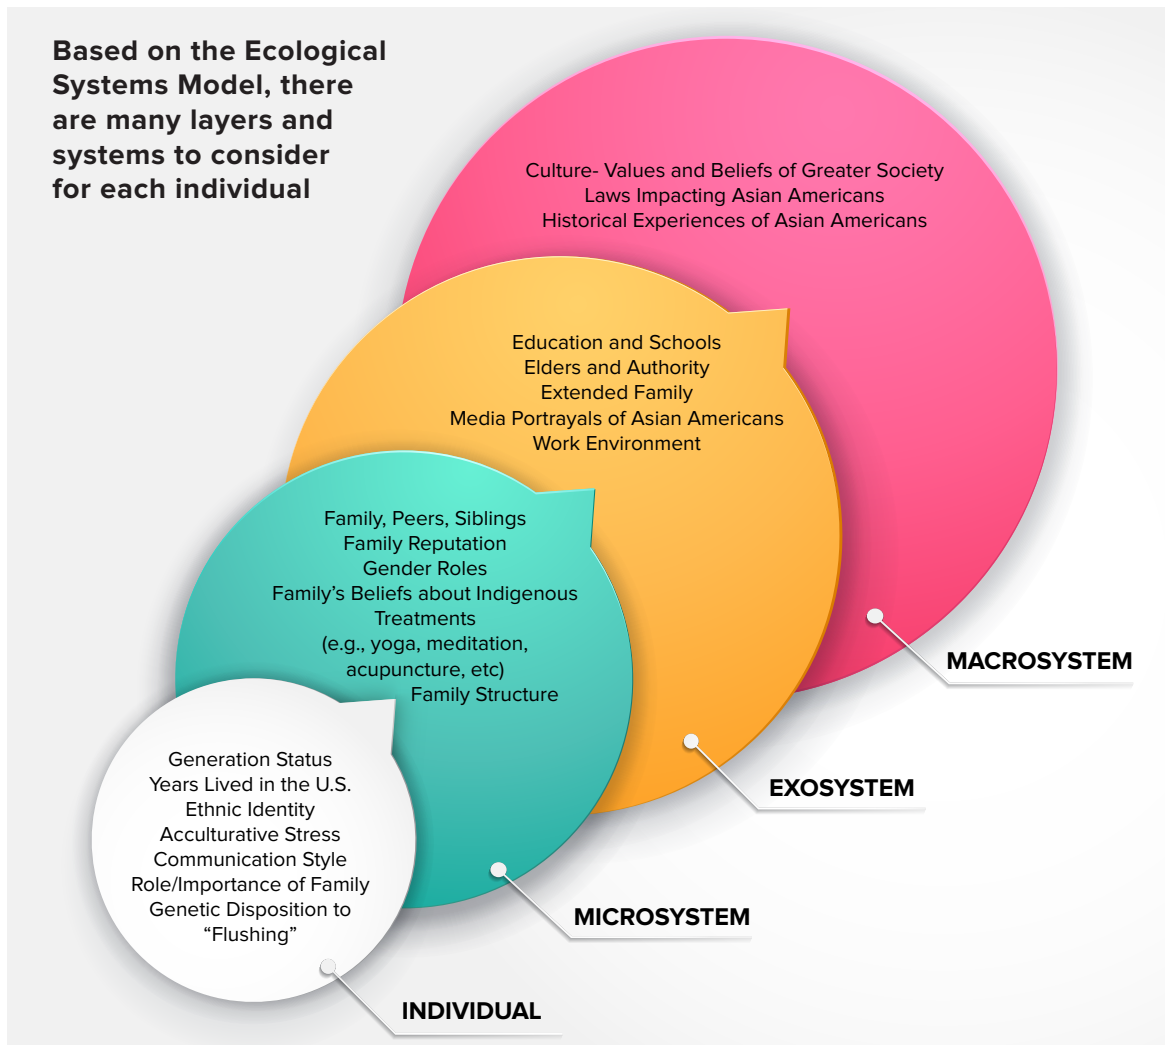 Based on the Ecological
Systems Model, there
are many layers and
systems to consider
for each individual
Culture- Values and Beliefs of Greater Society
Laws Impacting Asian Americans
Historical Experiences of Asian Americans
Education and Schools
Elders and Authority
Extended Family
Media Portrayals of Asian Americans
Work Environment
Family, Peers, Siblings
Family Reputation
Gender Roles
Family’s Beliefs about Indigenous
Treatments
(e.g., yoga, meditation,
acupuncture, etc)
Family Structure
Generation Status
Years Lived in the U.S.
Ethnic Identity
Acculturative Stress
Communication Style
Role/Importance of Family
Genetic Disposition to
“Flushing”
MACROSYSTEM
EXOSYSTEM
MICROSYSTEM
INDIVIDUAL